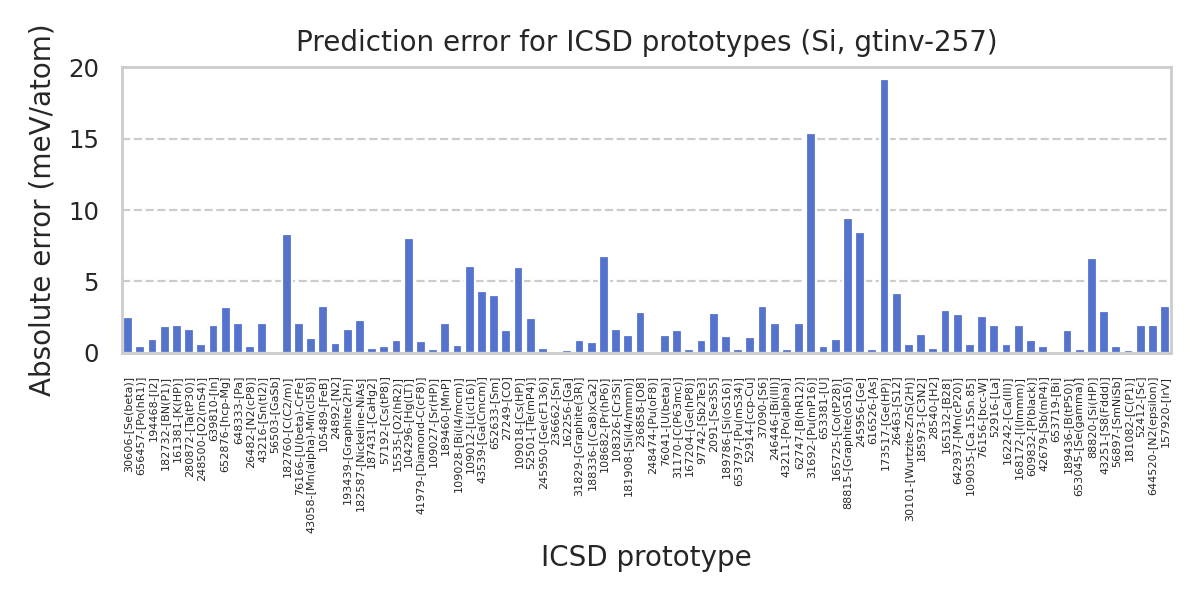 Prediction error for ICSD prototypes (Si, gtinv-257)
Absolute error (meV/atom)
20
15
10
5
0
30606-[Se(beta)]
656457-[Po(hR1)]
194468-[I2]
182732-[BN(P1)]
161381-[K(HP)]
280872-[Ta(tP30)]
248500-[O2(mS4)]
639810-[In]
652876-[hcp-Mg]
648333-[Pa]
26482-[N2(cP8)]
43216-[Sn(tI2)]
56503-[GaSb]
182760-[C(C2/m)]
76166-[U(beta)-CrFe]
43058-[Mn(alpha)-Mn(cI58)]
105489-[FeB]
24892-[N2]
193439-[Graphite(2H)]
182587-[Nickeline-NiAs]
187431-[CaHg2]
57192-[Cs(tP8)]
15535-[O2(hR2)]
104296-[Hg(LT)]
41979-[Diamond-C(cF8)]
109027-[Sr(HP)]
189460-[MnP]
109028-[Bi(I4/mcm)]
109012-[Li(cI16)]
43539-[Ga(Cmcm)]
652633-[Sm]
27249-[CO]
109018-[Cs(HP)]
52501-[Te(mP4)]
245950-[Ge(cF136)]
236662-[Sn]
162256-[Ga]
31829-[Graphite(3R)]
188336-[(Ca8)xCa2]
108682-[Pr(hP6)]
108326-[Cr3Si]
181908-[Si(I4/mmm)]
236858-[O8]
248474-[Pu(oF8)]
76041-[U(beta)]
31170-[C(P63mc)]
167204-[Ge(hP8)]
97742-[Sb2Te3]
2091-[Se3S5]
189786-[Si(oS16)]
653797-[Pu(mS34)]
52914-[ccp-Cu]
37090-[S6]
246446-[Bi(III)]
43211-[Po(alpha)]
62747-[B(hR12)]
31692-[Pu(mP16)]
653381-[U]
165725-[Co(tP28)]
88815-[Graphite(oS16)]
245956-[Ge]
616526-[As]
173517-[Ge(HP)]
26463-[S12]
30101-[Wurtzite-ZnS(2H)]
185973-[C3N2]
28540-[H2]
165132-[B28]
642937-[Mn(cP20)]
109035-[Ca.15Sn.85]
76156-[bcc-W]
52916-[La]
162242-[Ca(III)]
168172-[I(Immm)]
609832-[P(black)]
42679-[Sb(mP4)]
653719-[Bi]
189436-[B(tP50)]
653045-[Se(gamma)]
88820-[Si(HP)]
43251-[S8(Fddd)]
56897-[SmNiSb]
181082-[C(P1)]
52412-[Sc]
644520-[N2(epsilon)]
157920-[IrV]
ICSD prototype